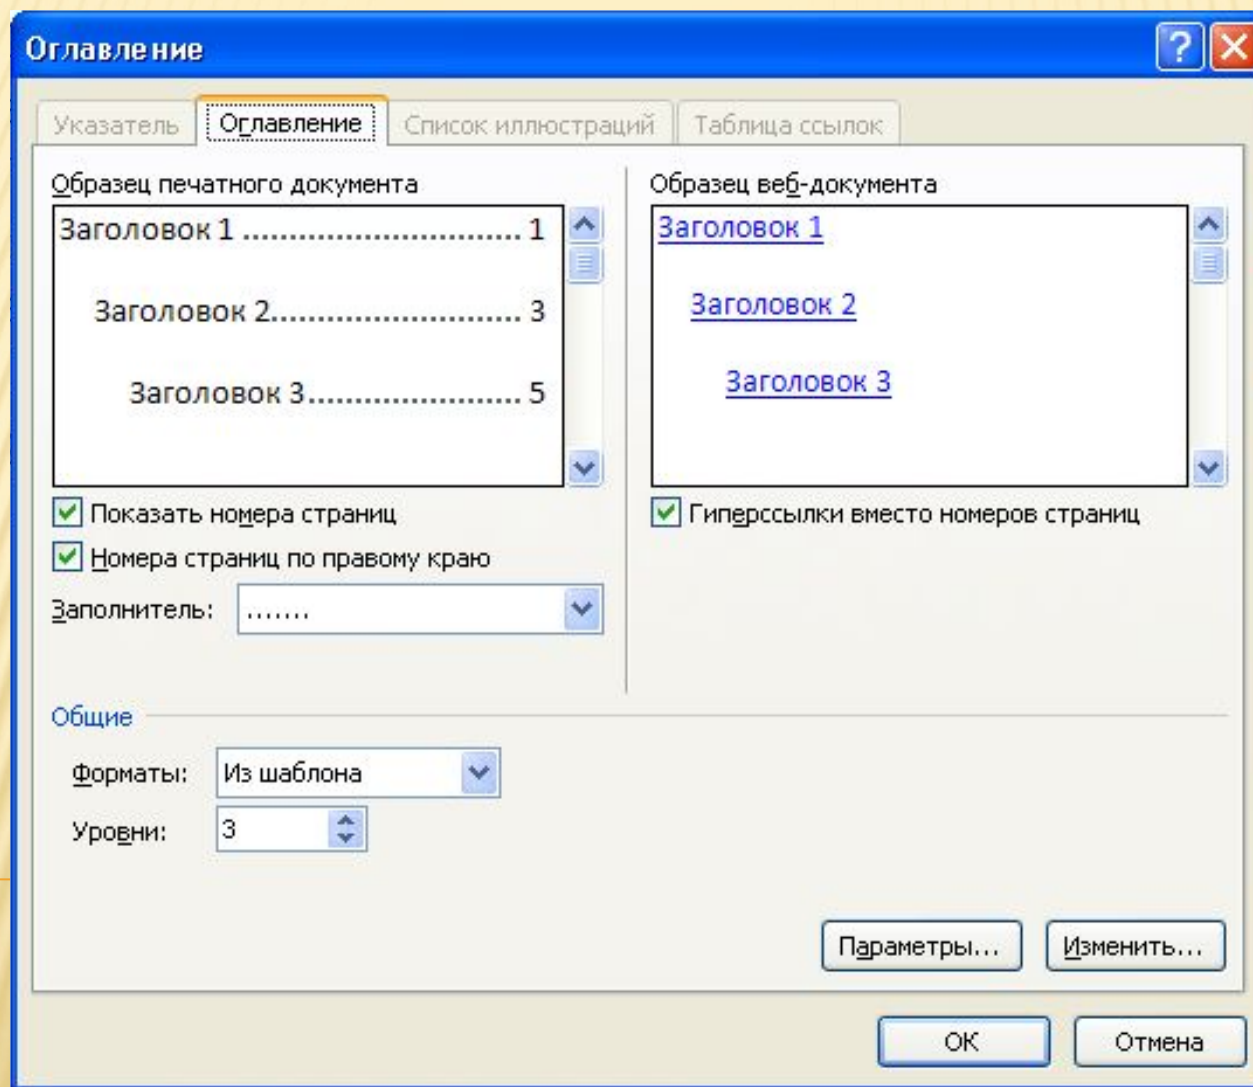 Оглавление
Указатель
Оглавление
Список иллюстраций
Таблица ссылок
Образец печатного документа
Заголовок 1 ................................ 1
Заголовок 2............................. 3
Заголовок 3......................... 5
Показать номера страниц
Номера страниц по правому краю
Заполнитель: .......
Образец веб-документа
Заголовок 1
Заголовок 2
Заголовок 3
Гиперссылки вместо номеров страниц
Общие
Форматы: Из шаблона
Уровни: 3
Параметры...
Изменить...
ОК
Отмена